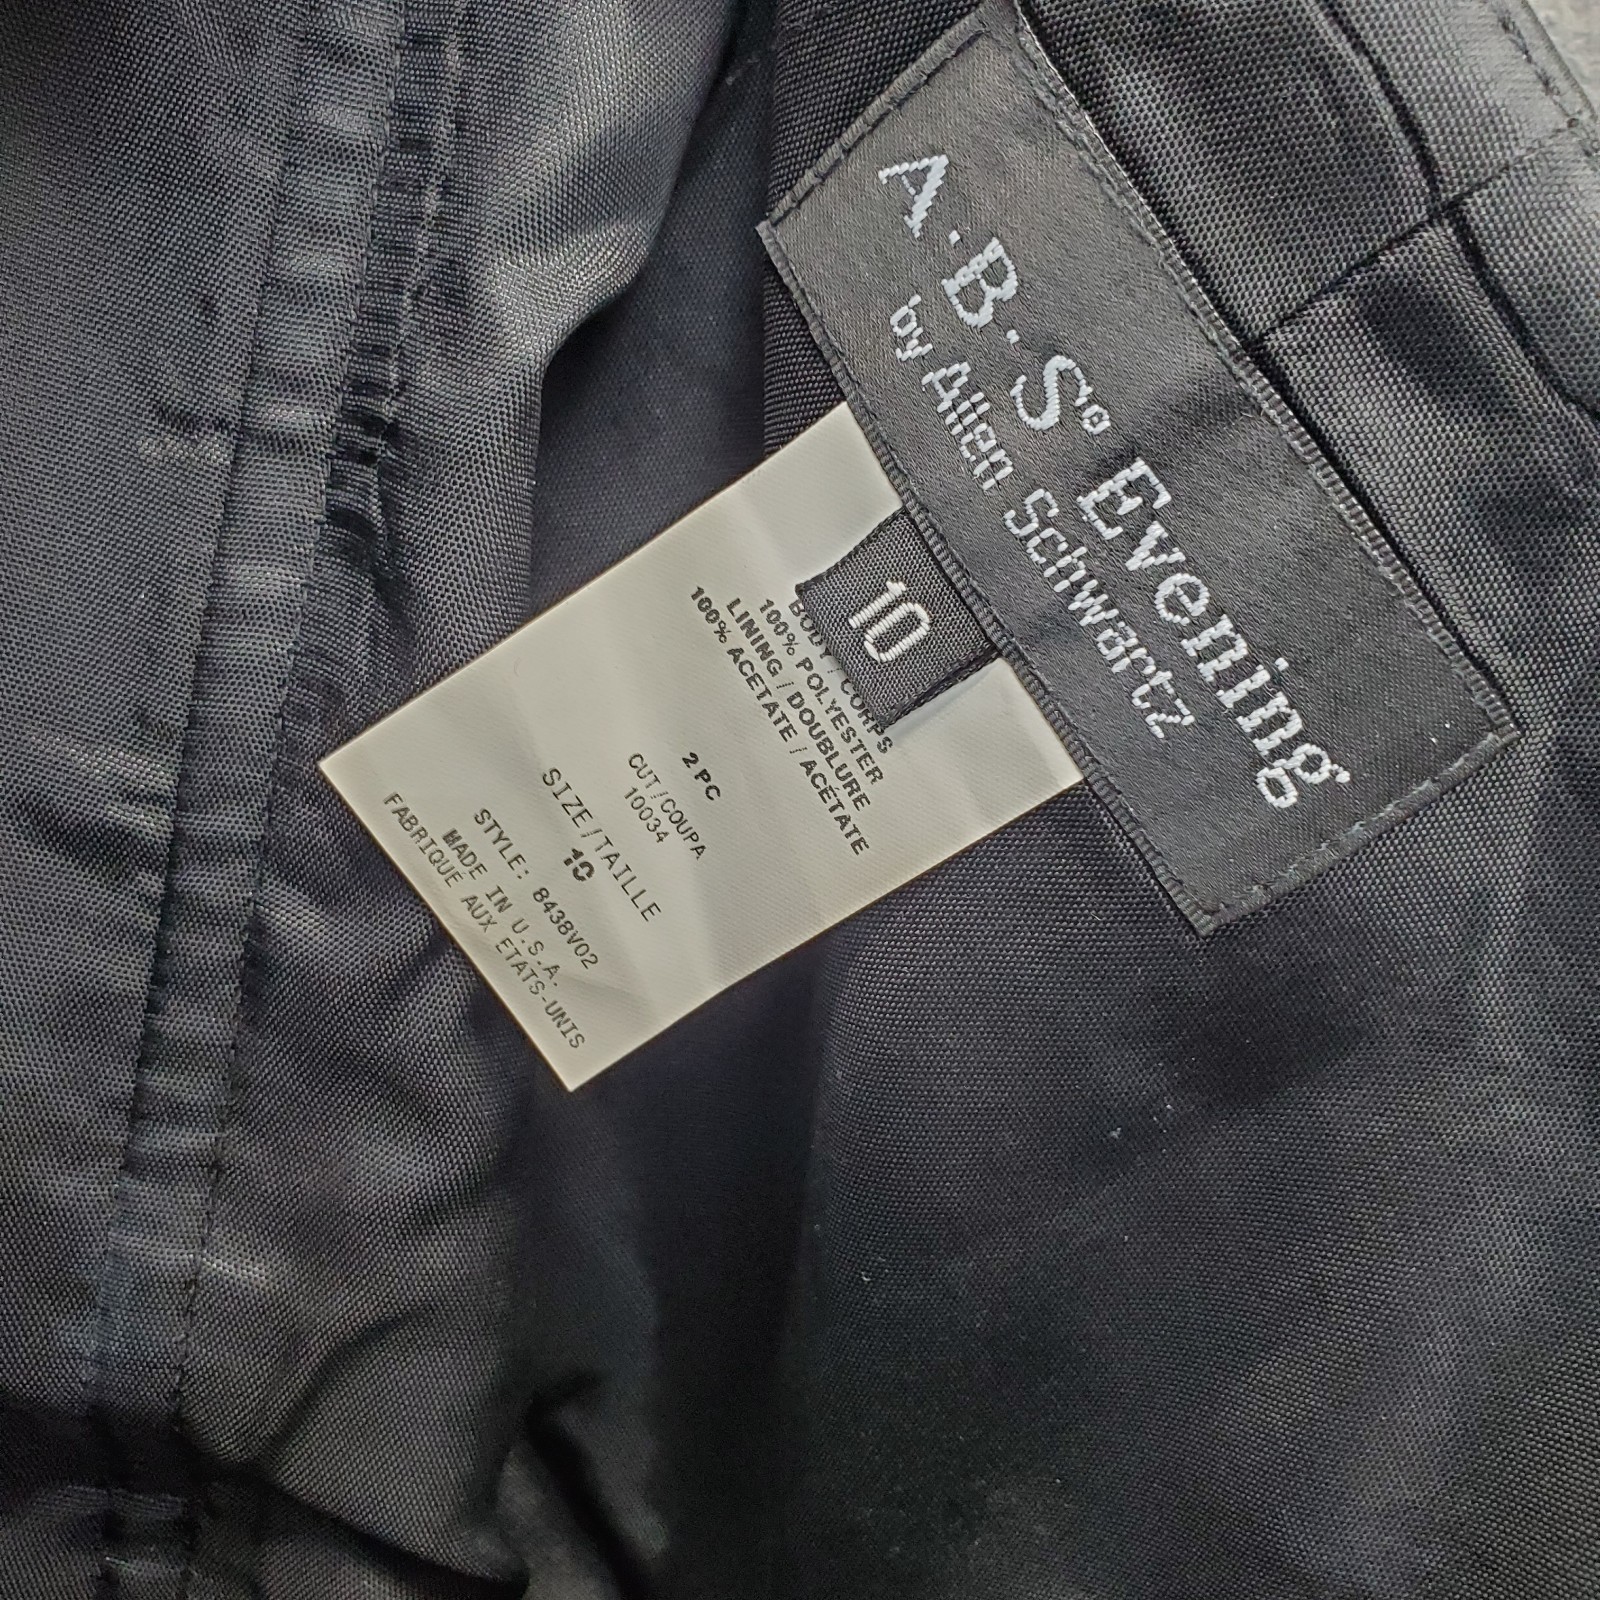 A.B.S® Evening
by Allen Schwartz
10
BODY / CORPS
100% POLYESTER
LINING / DOUBLURE
100% ACETATE / ACÉTATE
2 PC
CUT/COUPA
10034
SIZE/TAILLE
10
STYLE: 8438V02
MADE IN U.S.A.
FABRIQUÉ AUX ETATS-UNIS